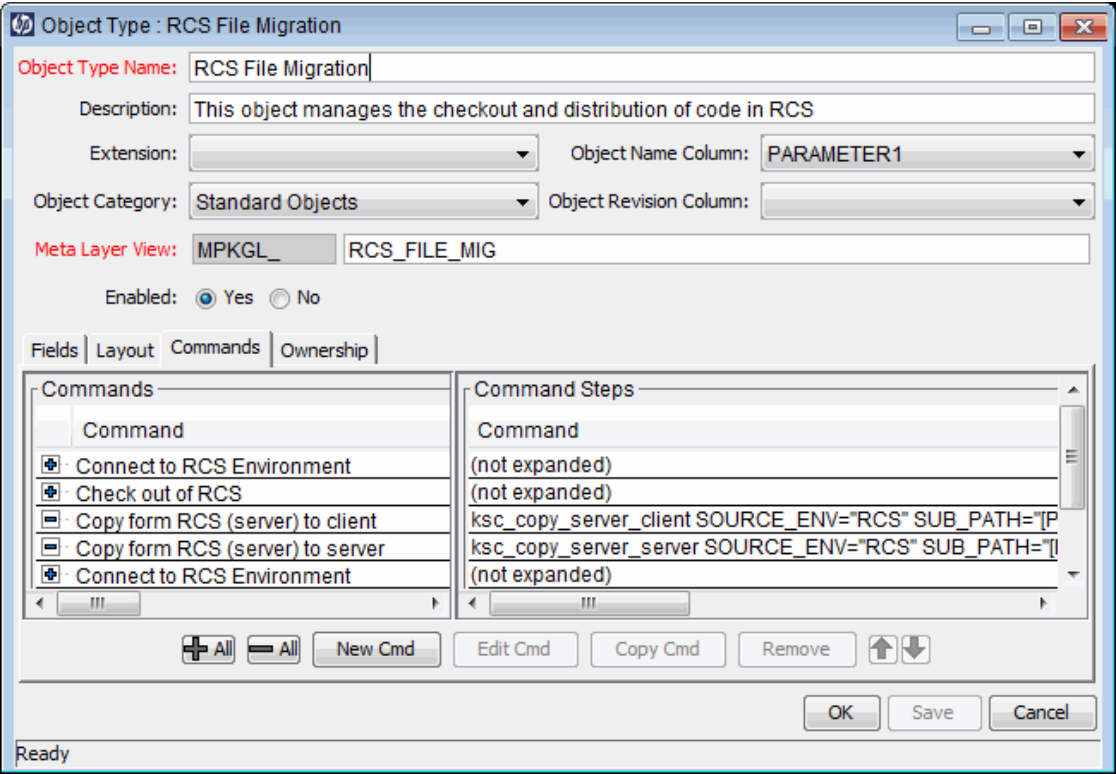 Object Type : RCS File Migration
Object Type Name: RCS File Migration
Description: This object manages the checkout and distribution of code in RCS
Extension: Object Name Column: PARAMETER1
Object Category: Standard Objects Object Revision Column:
Meta Layer View: MPKGL_ RCS_FILE_MIG
Enabled: Yes No
Fields Layout Commands Ownership
Commands Command Steps
Command Command
Connect to RCS Environment (not expanded)
Check out of RCS (not expanded)
Copy form RCS (server) to client ksc_copy_server_client SOURCE_ENV="RCS" SUB_PATH="[P
Copy form RCS (server) to server ksc_copy_server_server SOURCE_ENV="RCS" SUB_PATH="[
Connect to RCS Environment (not expanded)
All All New Cmd Edit Cmd Copy Cmd Remove
OK Save Cancel
Ready